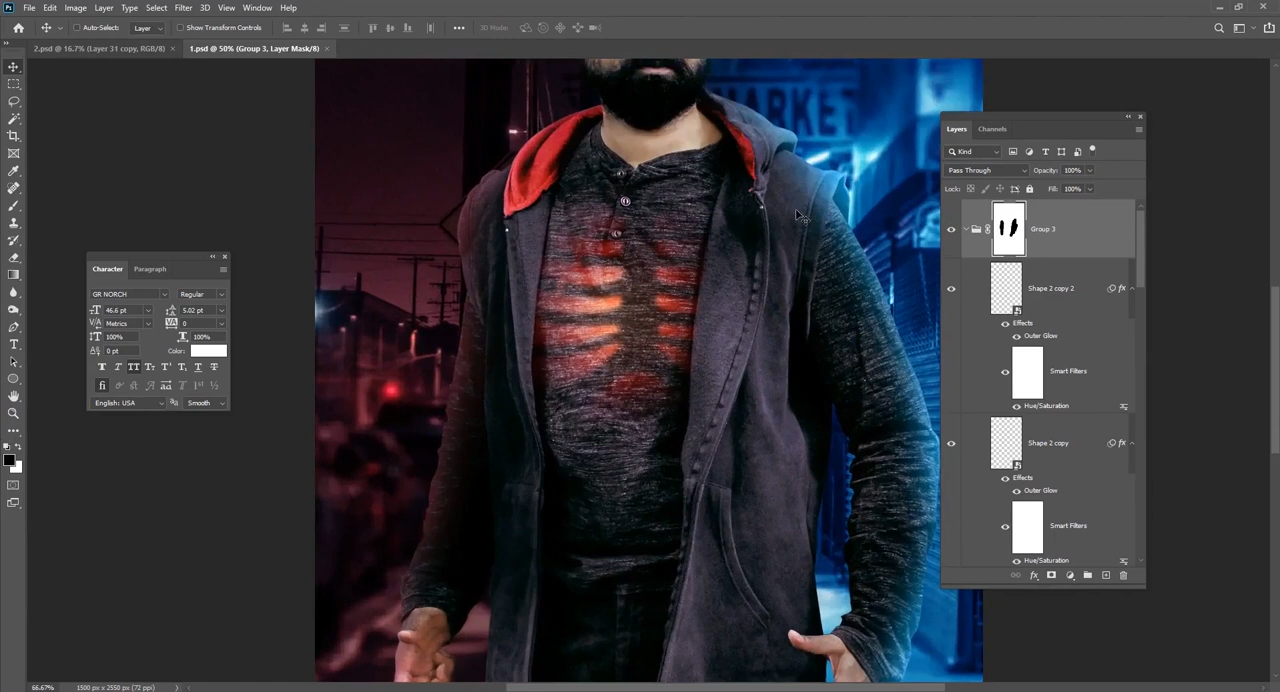 File Edit Image Layer Type Select Filter 3D View Window Help
Auto-Select: Layer Show Transform Controls 3D Mode:
2.psd @ 16.7% (Layer 31 copy, RGB/8) × 1.psd @ 50% (Group 3, Layer Mask/8) ×
MARKET
Layers Channels
Kind
Pass Through Opacity: 100%
Lock: Fill: 100%
Group 3
Shape 2 copy 2 fx
Effects
Outer Glow
Smart Filters
Hue/Saturation
Shape 2 copy fx
Effects
Outer Glow
Smart Filters
Hue/Saturation
Character Paragraph
GR NORCH Regular
46.6 pt 5.02 pt
Metrics 0
100% 100%
0 pt Color:
English: USA Smooth
66.67% 1500 px x 2550 px (72 ppi)